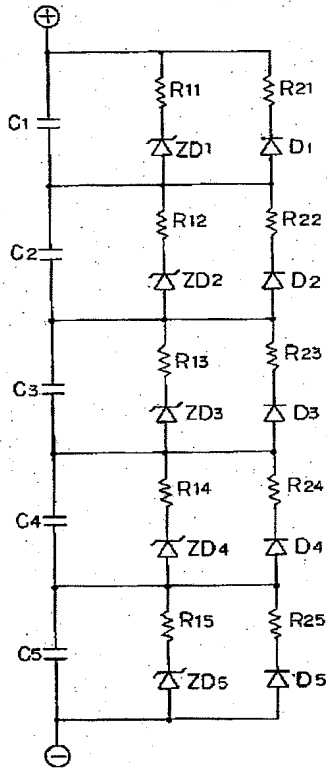 +
R11 R21
C1
ZD1 D1
R12 R22
C2
ZD2 D2
R13 R23
C3
ZD3 D3
R14 R24
C4
ZD4 D4
R15 R25
C5
ZD5 D5
−